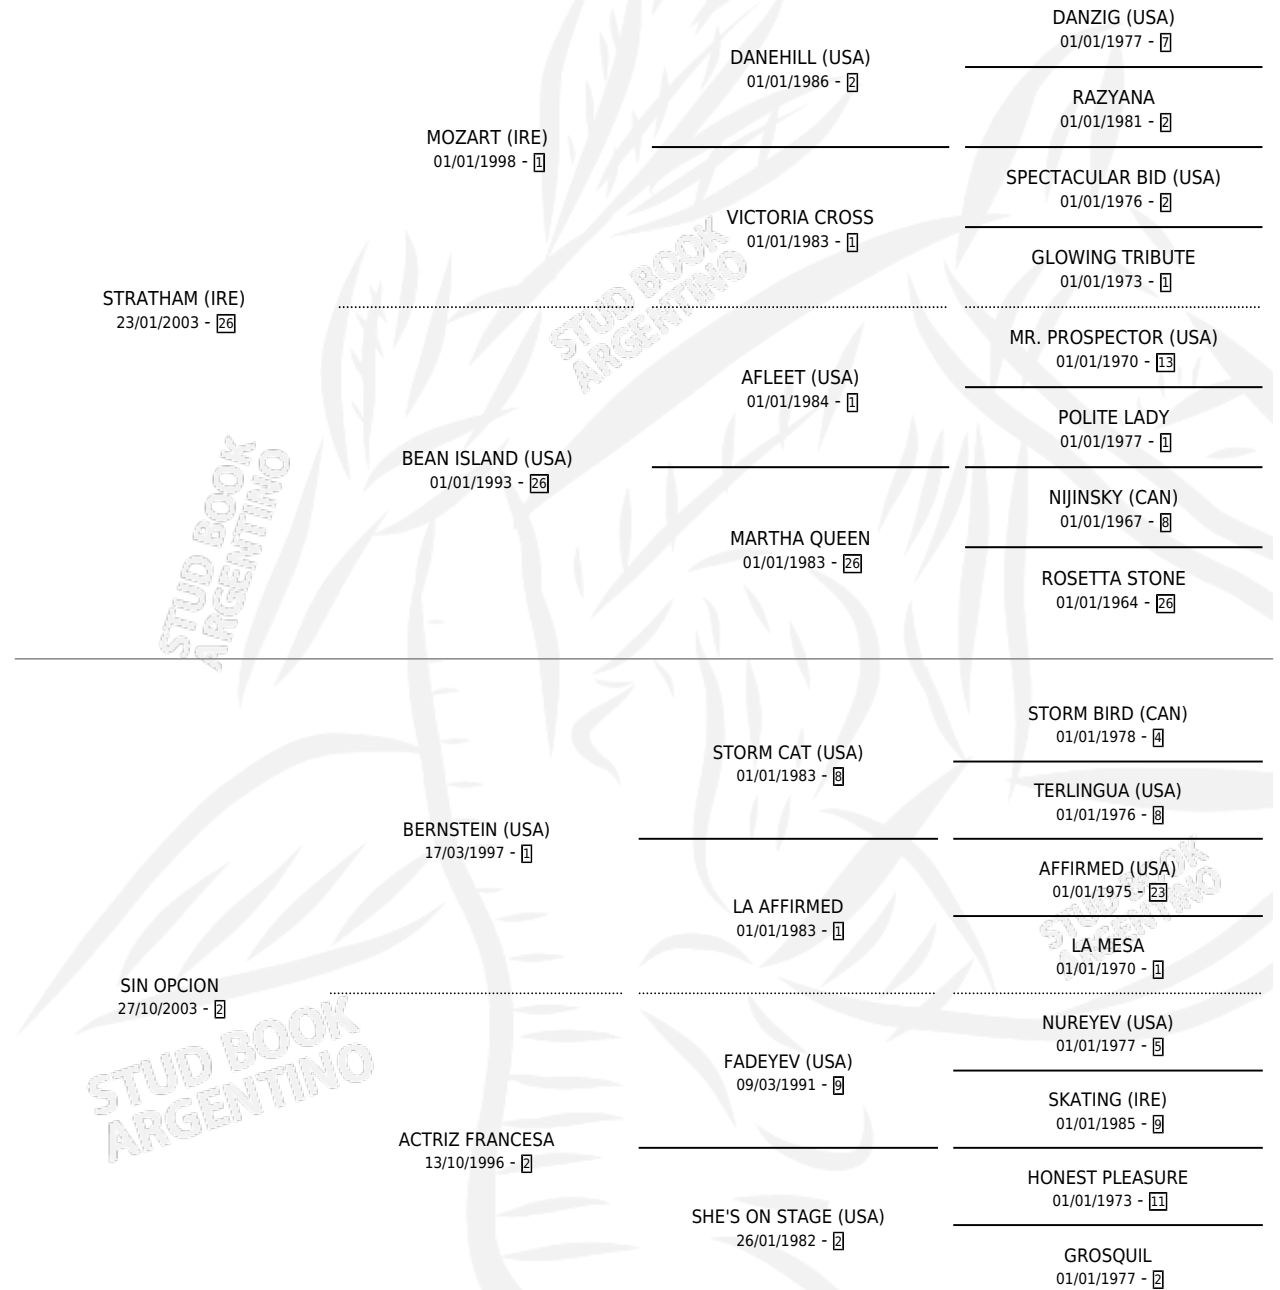 STRATHAM (IRE)
23/01/2003 - 26
MOZART (IRE)
01/01/1998 - 1
DANEHILL (USA)
01/01/1986 - 2
DANZIG (USA)
01/01/1977 - 7
RAZYANA
01/01/1981 - 2
VICTORIA CROSS
01/01/1983 - 1
SPECTACULAR BID (USA)
01/01/1976 - 2
GLOWING TRIBUTE
01/01/1973 - 1
BEAN ISLAND (USA)
01/01/1993 - 26
AFLEET (USA)
01/01/1984 - 1
MR. PROSPECTOR (USA)
01/01/1970 - 13
POLITE LADY
01/01/1977 - 1
MARTHA QUEEN
01/01/1983 - 26
NIJINSKY (CAN)
01/01/1967 - 8
ROSETTA STONE
01/01/1964 - 26
SIN OPCION
27/10/2003 - 2
BERNSTEIN (USA)
17/03/1997 - 1
STORM CAT (USA)
01/01/1983 - 8
STORM BIRD (CAN)
01/01/1978 - 4
TERLINGUA (USA)
01/01/1976 - 8
LA AFFIRMED
01/01/1983 - 1
AFFIRMED (USA)
01/01/1975 - 23
LA MESA
01/01/1970 - 1
ACTRIZ FRANCESA
13/10/1996 - 2
FADEYEV (USA)
09/03/1991 - 9
NUREYEV (USA)
01/01/1977 - 5
SKATING (IRE)
01/01/1985 - 9
SHE'S ON STAGE (USA)
26/01/1982 - 2
HONEST PLEASURE
01/01/1973 - 11
GROSQUIL
01/01/1977 - 2
STUD BOOK
ARGENTINO
STUD BOOK
ARGENTINO
STUD BOOK
ARGENTINO
STUD BOOK
ARGENTINO